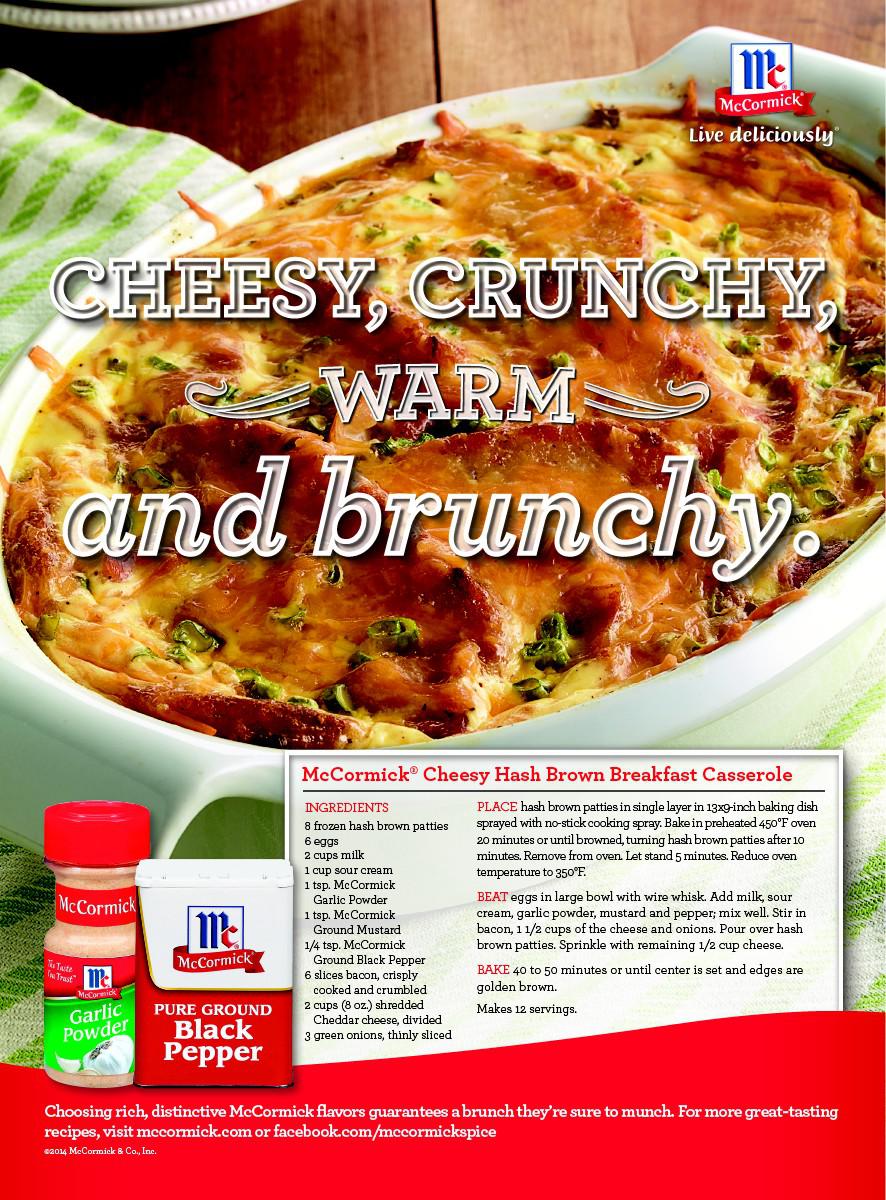 Mc
McCormick®
Live deliciously®
CHEESY, CRUNCHY,
WARM
and brunchy.
McCormick® Cheesy Hash Brown Breakfast Casserole
INGREDIENTS
8 frozen hash brown patties
6 eggs
2 cups milk
1 cup sour cream
1 tsp. McCormick
Garlic Powder
1 tsp. McCormick
Ground Mustard
1/4 tsp. McCormick
Ground Black Pepper
6 slices bacon, crisply
cooked and crumbled
2 cups (8 oz.) shredded
Cheddar cheese, divided
3 green onions, thinly sliced
PLACE hash brown patties in single layer in 13x9-inch baking dish
sprayed with no-stick cooking spray. Bake in preheated 450°F oven
20 minutes or until browned, turning hash brown patties after 10
minutes. Remove from oven. Let stand 5 minutes. Reduce oven
temperature to 350°F.
BEAT eggs in large bowl with wire whisk. Add milk, sour
cream, garlic powder, mustard and pepper; mix well. Stir in
bacon, 1 1/2 cups of the cheese and onions. Pour over hash
brown patties. Sprinkle with remaining 1/2 cup cheese.
BAKE 40 to 50 minutes or until center is set and edges are
golden brown.
Makes 12 servings.
McCormick
The Taste
You Trust™
Mc
McCormick
Garlic
Powder
Mc
McCormick®
PURE GROUND
Black
Pepper
Choosing rich, distinctive McCormick flavors guarantees a brunch they're sure to munch. For more great-tasting
recipes, visit mccormick.com or facebook.com/mccormickspice
©2014 McCormick & Co., Inc.